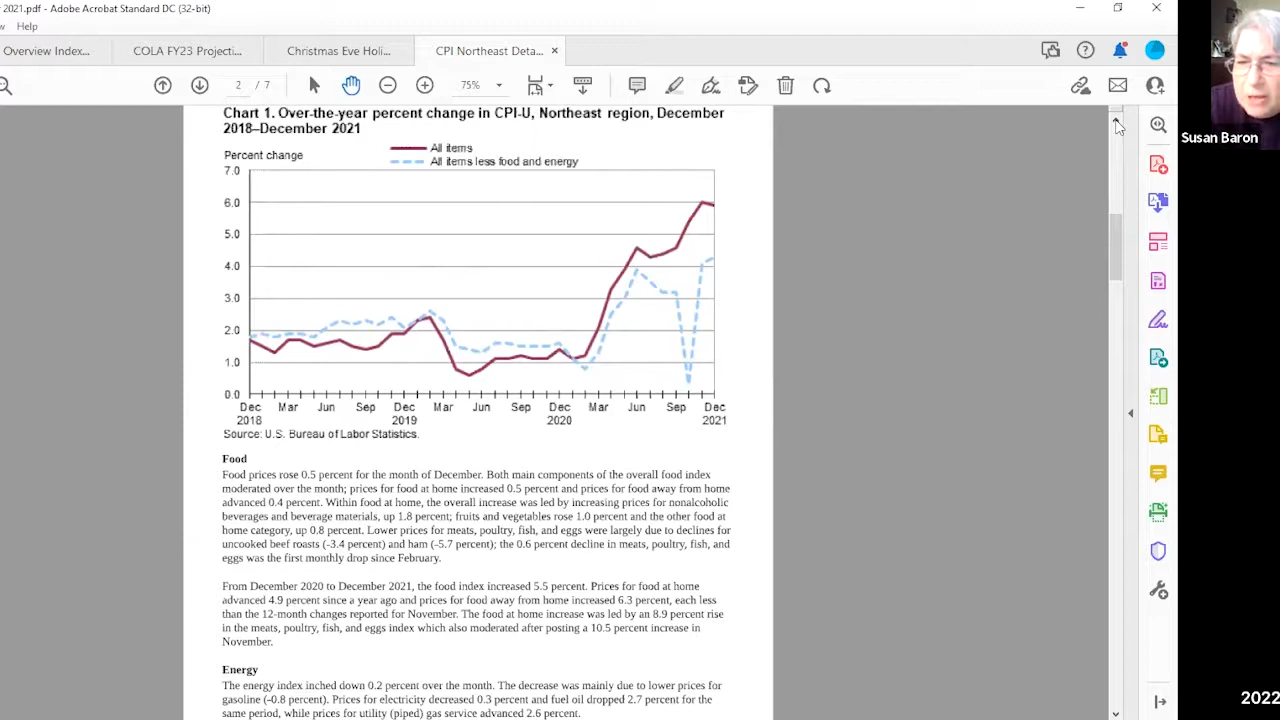 2021.pdf - Adobe Acrobat Standard DC (32-bit)
Help
Overview Index...
COLA FY23 Projecti...
Christmas Eve Holi...
CPI Northeast Deta...
2 / 7
75%
Susan Baron
Chart 1. Over-the-year percent change in CPI-U, Northeast region, December
2018–December 2021
Percent change
All items
All items less food and energy
7.0
6.0
5.0
4.0
3.0
2.0
1.0
0.0
Dec Mar Jun Sep Dec Mar Jun Sep Dec Mar Jun Sep Dec
2018 2019 2020 2021
Source: U.S. Bureau of Labor Statistics.
Food
Food prices rose 0.5 percent for the month of December. Both main components of the overall food index
moderated over the month; prices for food at home increased 0.5 percent and prices for food away from home
advanced 0.4 percent. Within food at home, the overall increase was led by increasing prices for nonalcoholic
beverages and beverage materials, up 1.8 percent; fruits and vegetables rose 1.0 percent and the other food at
home category, up 0.8 percent. Lower prices for meats, poultry, fish, and eggs were largely due to declines for
uncooked beef roasts (-3.4 percent) and ham (-5.7 percent); the 0.6 percent decline in meats, poultry, fish, and
eggs was the first monthly drop since February.
From December 2020 to December 2021, the food index increased 5.5 percent. Prices for food at home
advanced 4.9 percent since a year ago and prices for food away from home increased 6.3 percent, each less
than the 12-month changes reported for November. The food at home increase was led by an 8.9 percent rise
in the meats, poultry, fish, and eggs index which also moderated after posting a 10.5 percent increase in
November.
Energy
The energy index inched down 0.2 percent over the month. The decrease was mainly due to lower prices for
gasoline (-0.8 percent). Prices for electricity decreased 0.3 percent and fuel oil dropped 2.7 percent for the
same period, while prices for utility (piped) gas service advanced 2.6 percent.
2022